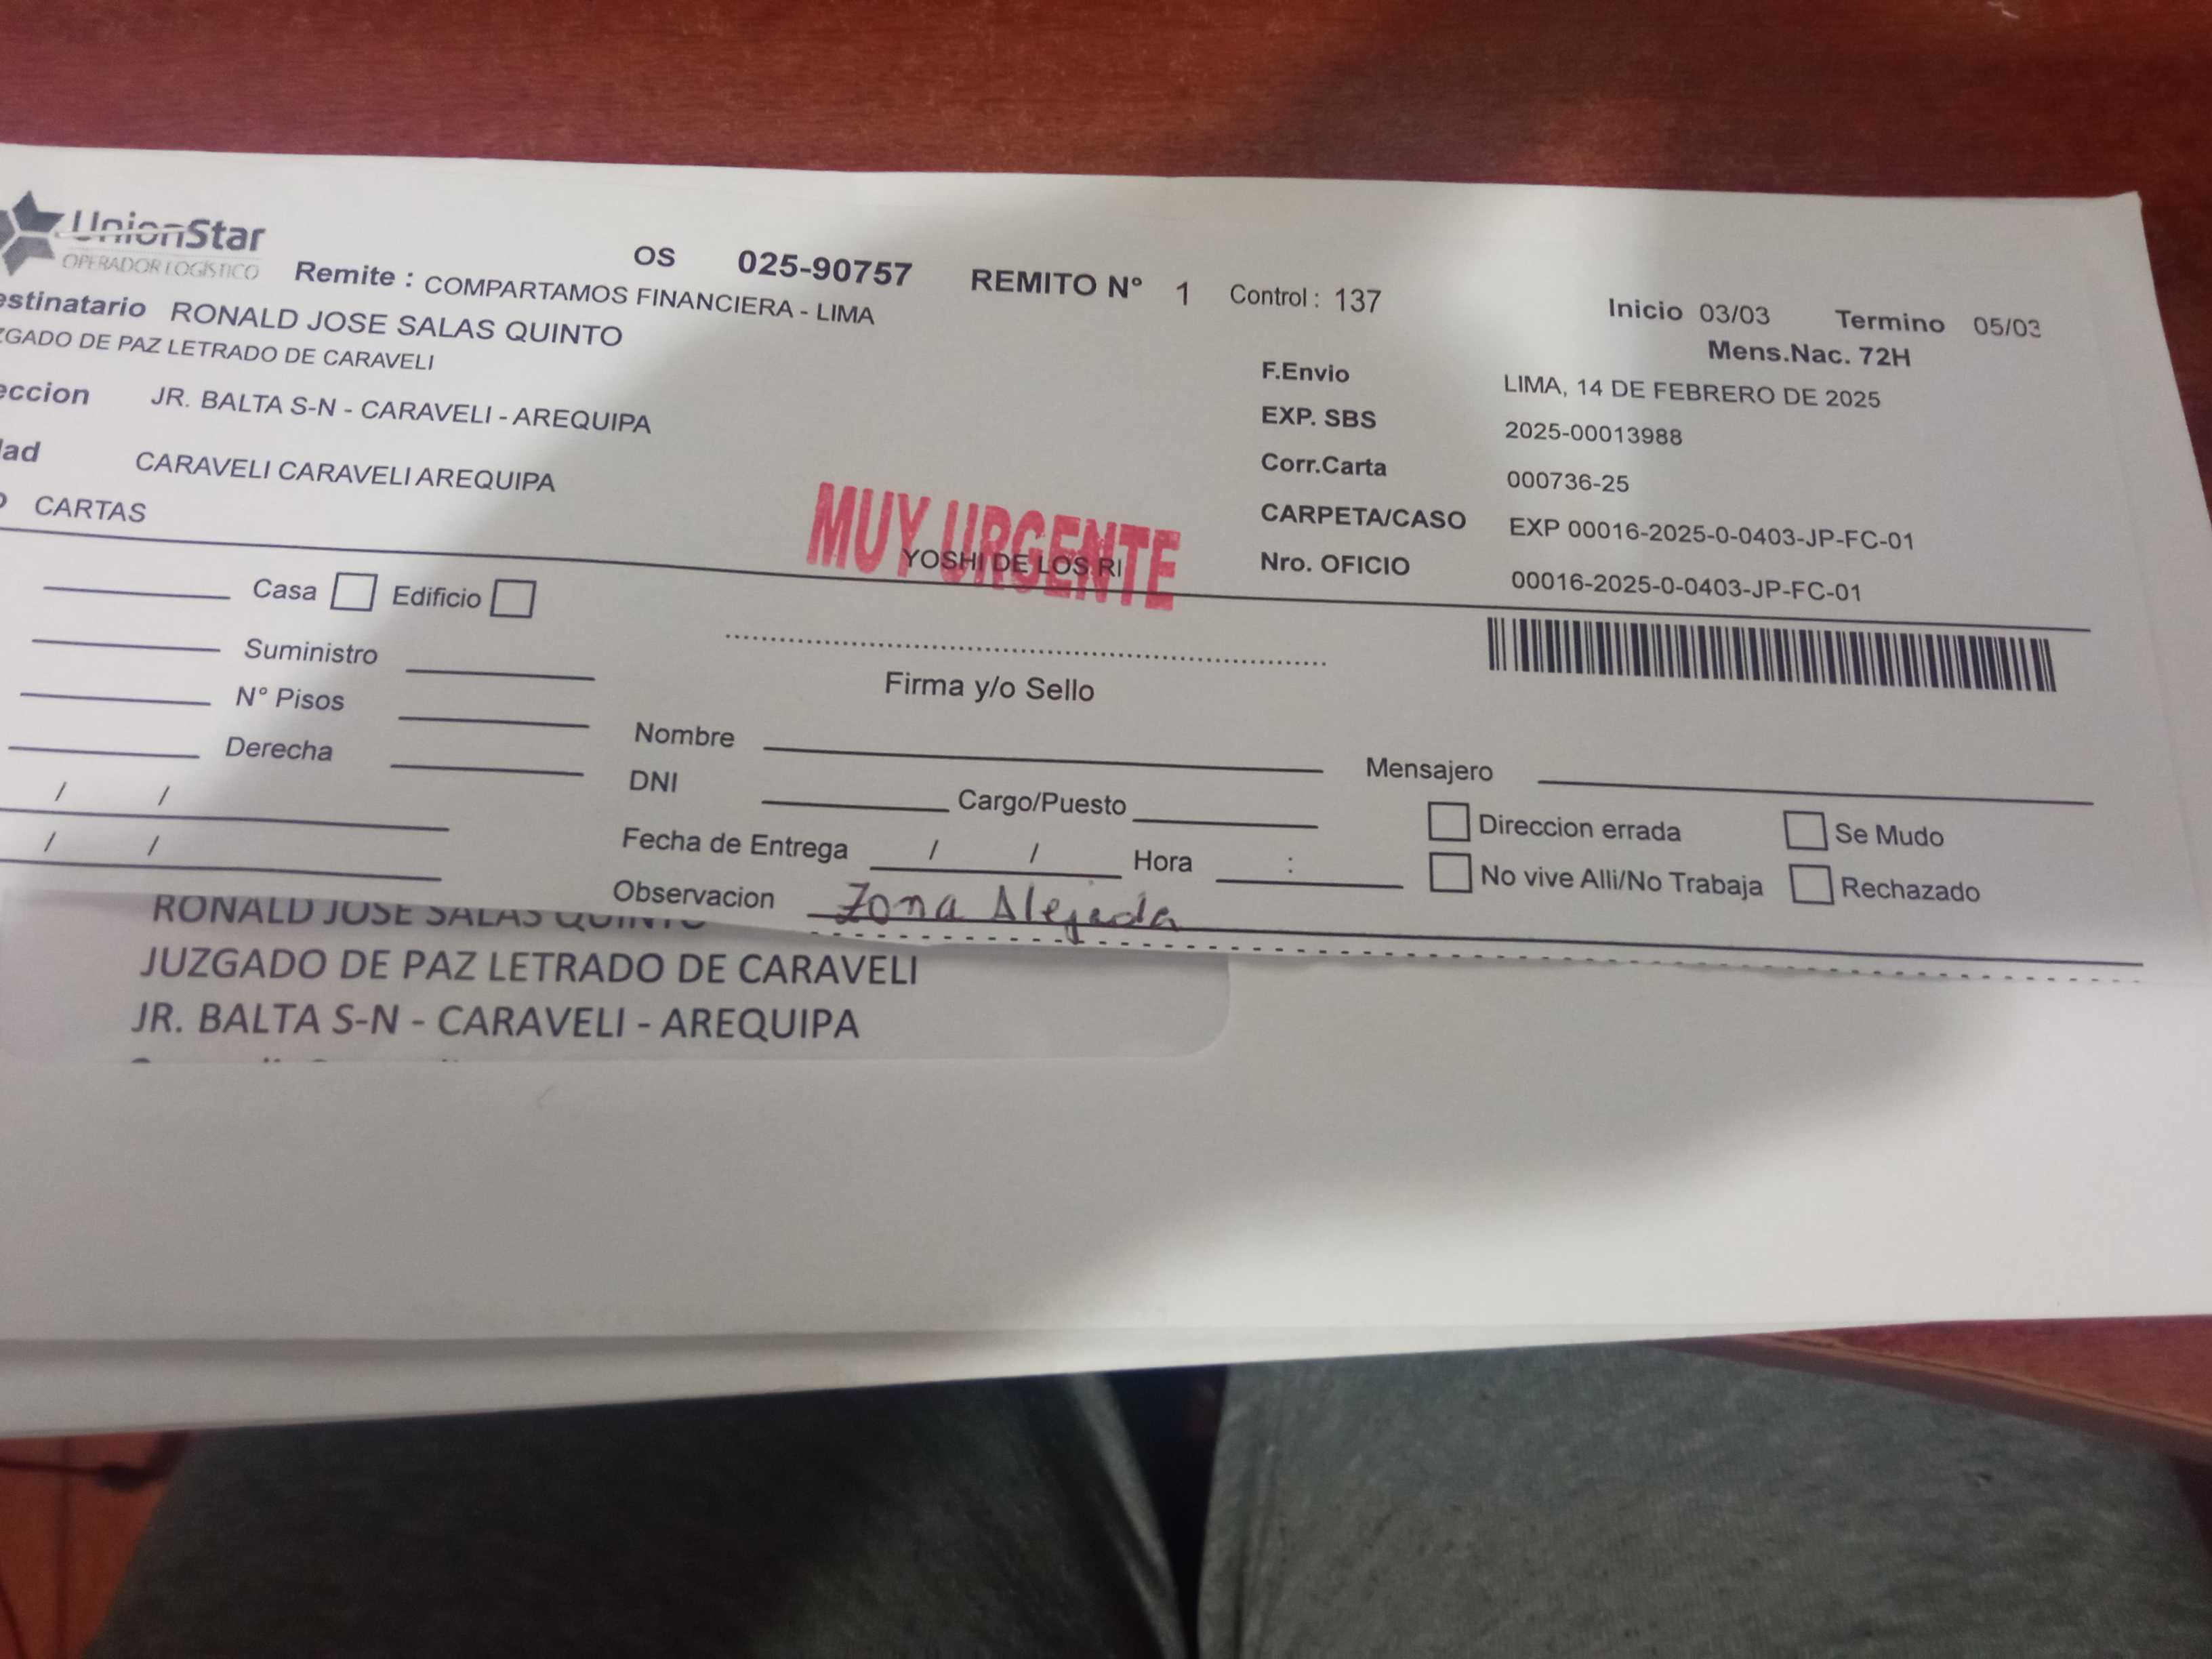 UnionStar
OPERADOR LOGÍSTICO
OS 025-90757 REMITO N° 1 Control : 137
Remite : COMPARTAMOS FINANCIERA - LIMA
Inicio 03/03 Termino 05/03
Mens.Nac. 72H
estinatario RONALD JOSE SALAS QUINTO
ZGADO DE PAZ LETRADO DE CARAVELI
eccion JR. BALTA S-N - CARAVELI - AREQUIPA
dad CARAVELI CARAVELI AREQUIPA
O CARTAS
F.Envio LIMA, 14 DE FEBRERO DE 2025
EXP. SBS 2025-00013988
Corr.Carta 000736-25
CARPETA/CASO EXP 00016-2025-0-0403-JP-FC-01
Nro. OFICIO 00016-2025-0-0403-JP-FC-01
MUY URGENTE
YOSHI DE LOS RI
Casa Edificio
Suministro
N° Pisos
Derecha
/ /
/ /
Firma y/o Sello
Nombre
DNI Cargo/Puesto
Fecha de Entrega / / Hora :
Observacion Zona Alejada
Mensajero
Direccion errada Se Mudo
No vive Alli/No Trabaja Rechazado
RONALD JOSE SALAS QUINTO
JUZGADO DE PAZ LETRADO DE CARAVELI
JR. BALTA S-N - CARAVELI - AREQUIPA